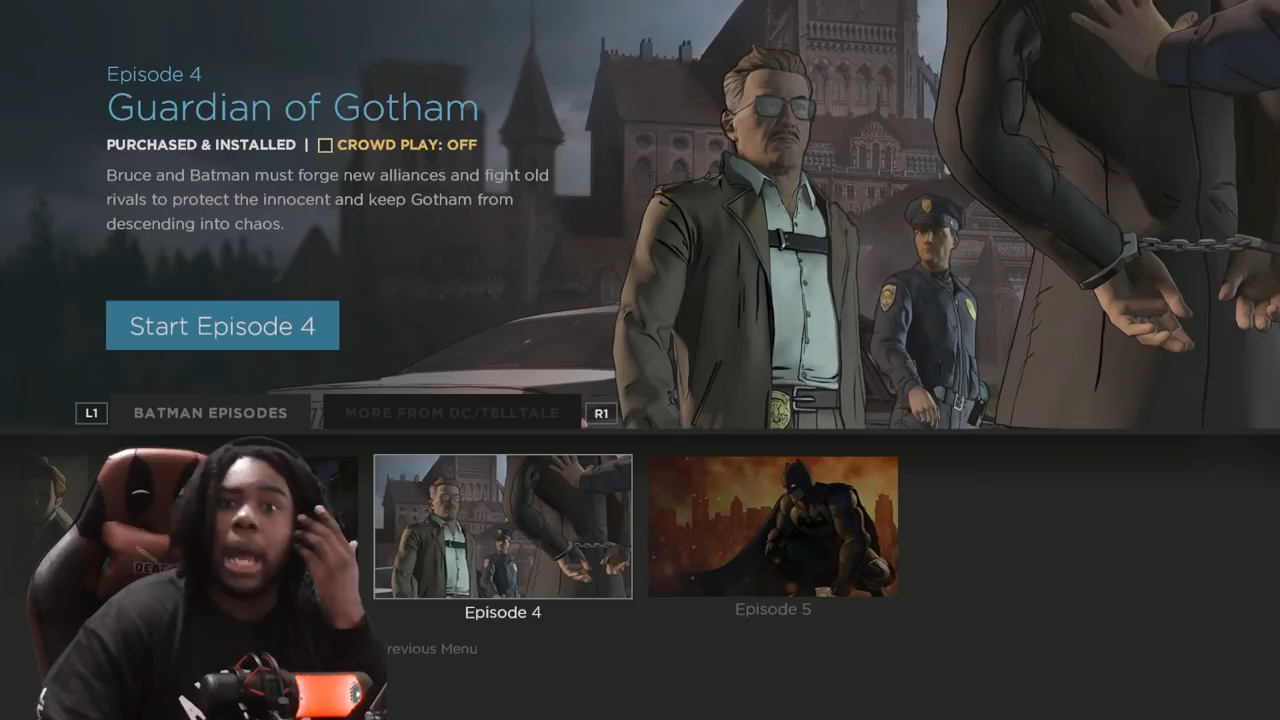 Episode 4
Guardian of Gotham
PURCHASED & INSTALLED | CROWD PLAY: OFF
Bruce and Batman must forge new alliances and fight old
rivals to protect the innocent and keep Gotham from
descending into chaos.
Start Episode 4
L1 BATMAN EPISODES MORE FROM DC/TELLTALE R1
Episode 4
Episode 5
revious Menu